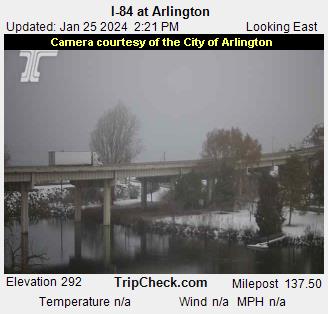 I-84 at Arlington
Updated: Jan 25 2024 2:21 PM Looking East
Camera courtesy of the City of Arlington
Elevation 292 TripCheck.com Milepost 137.50
Temperature n/a Wind n/a MPH n/a